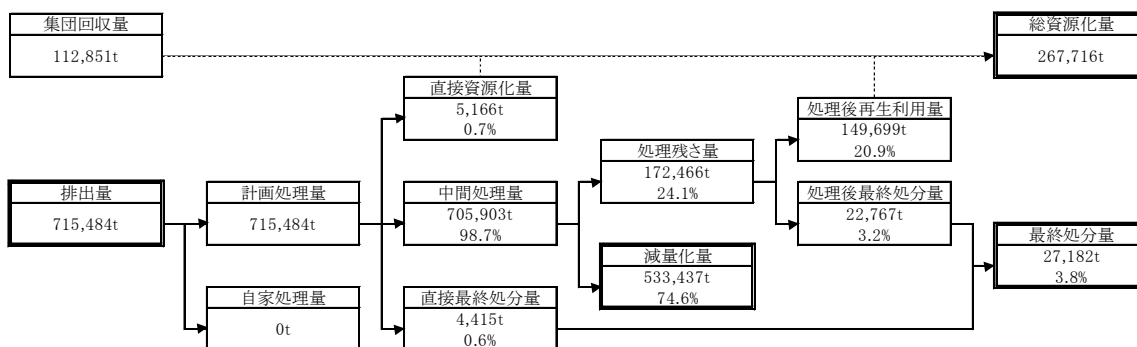 集団回収量
112,851t
総資源化量
267,716t
直接資源化量
5,166t
0.7%
処理後再生利用量
149,699t
20.9%
処理残さ量
172,466t
24.1%
排出量
715,484t
計画処理量
715,484t
中間処理量
705,903t
98.7%
処理後最終処分量
22,767t
3.2%
減量化量
533,437t
74.6%
最終処分量
27,182t
3.8%
自家処理量
0t
直接最終処分量
4,415t
0.6%